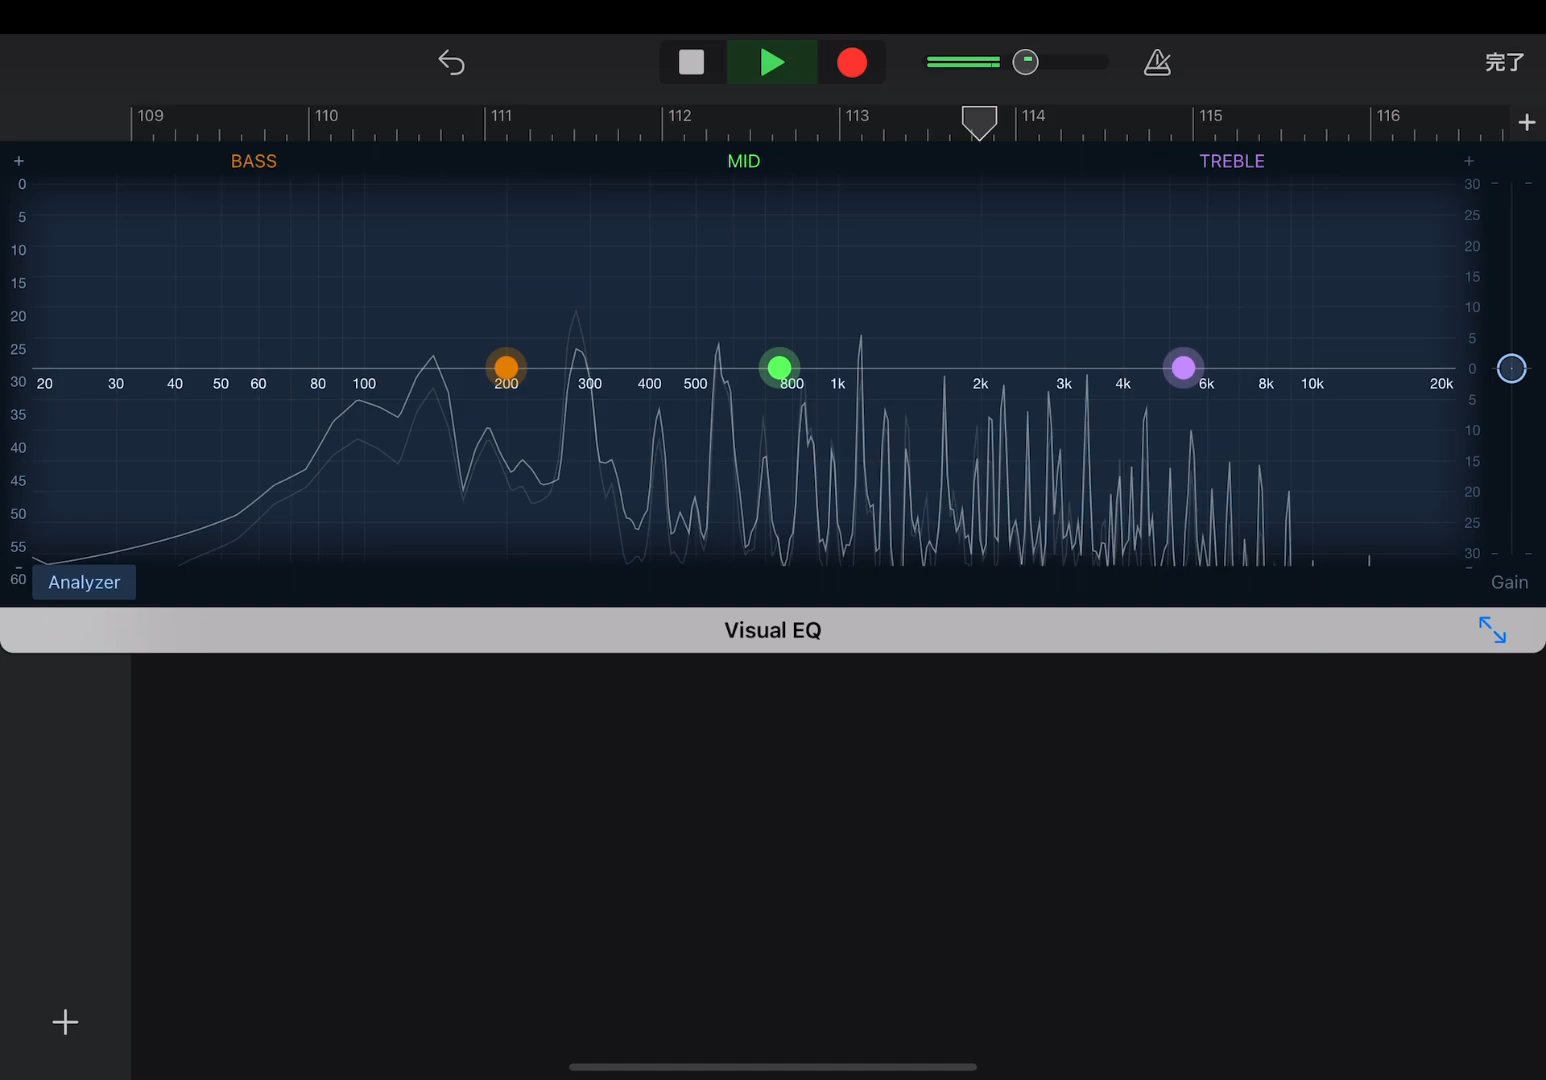 完了
109 110 111 112 113 114 115 116 +
+ BASS MID TREBLE +
0 30
5 25
10 20
15 15
20 10
25 5
30 20 30 40 50 60 80 100 200 300 400 500 800 1k 2k 3k 4k 6k 8k 10k 20k 0
35 5
40 10
45 15
50 20
55 25
60 30
Analyzer Gain
Visual EQ
+